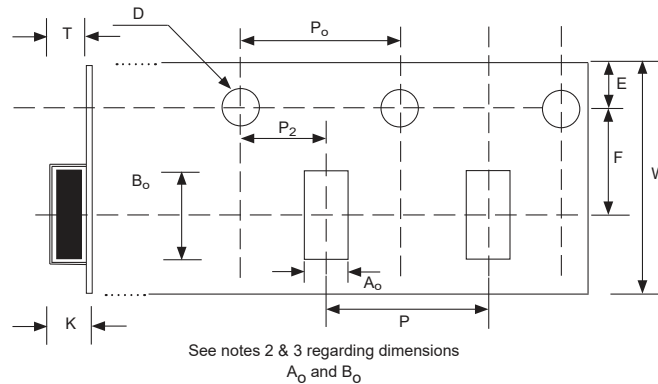 D
T
Po
E
P2
F
W
Bo
Ao
K
P
See notes 2 & 3 regarding dimensions
Ao and Bo